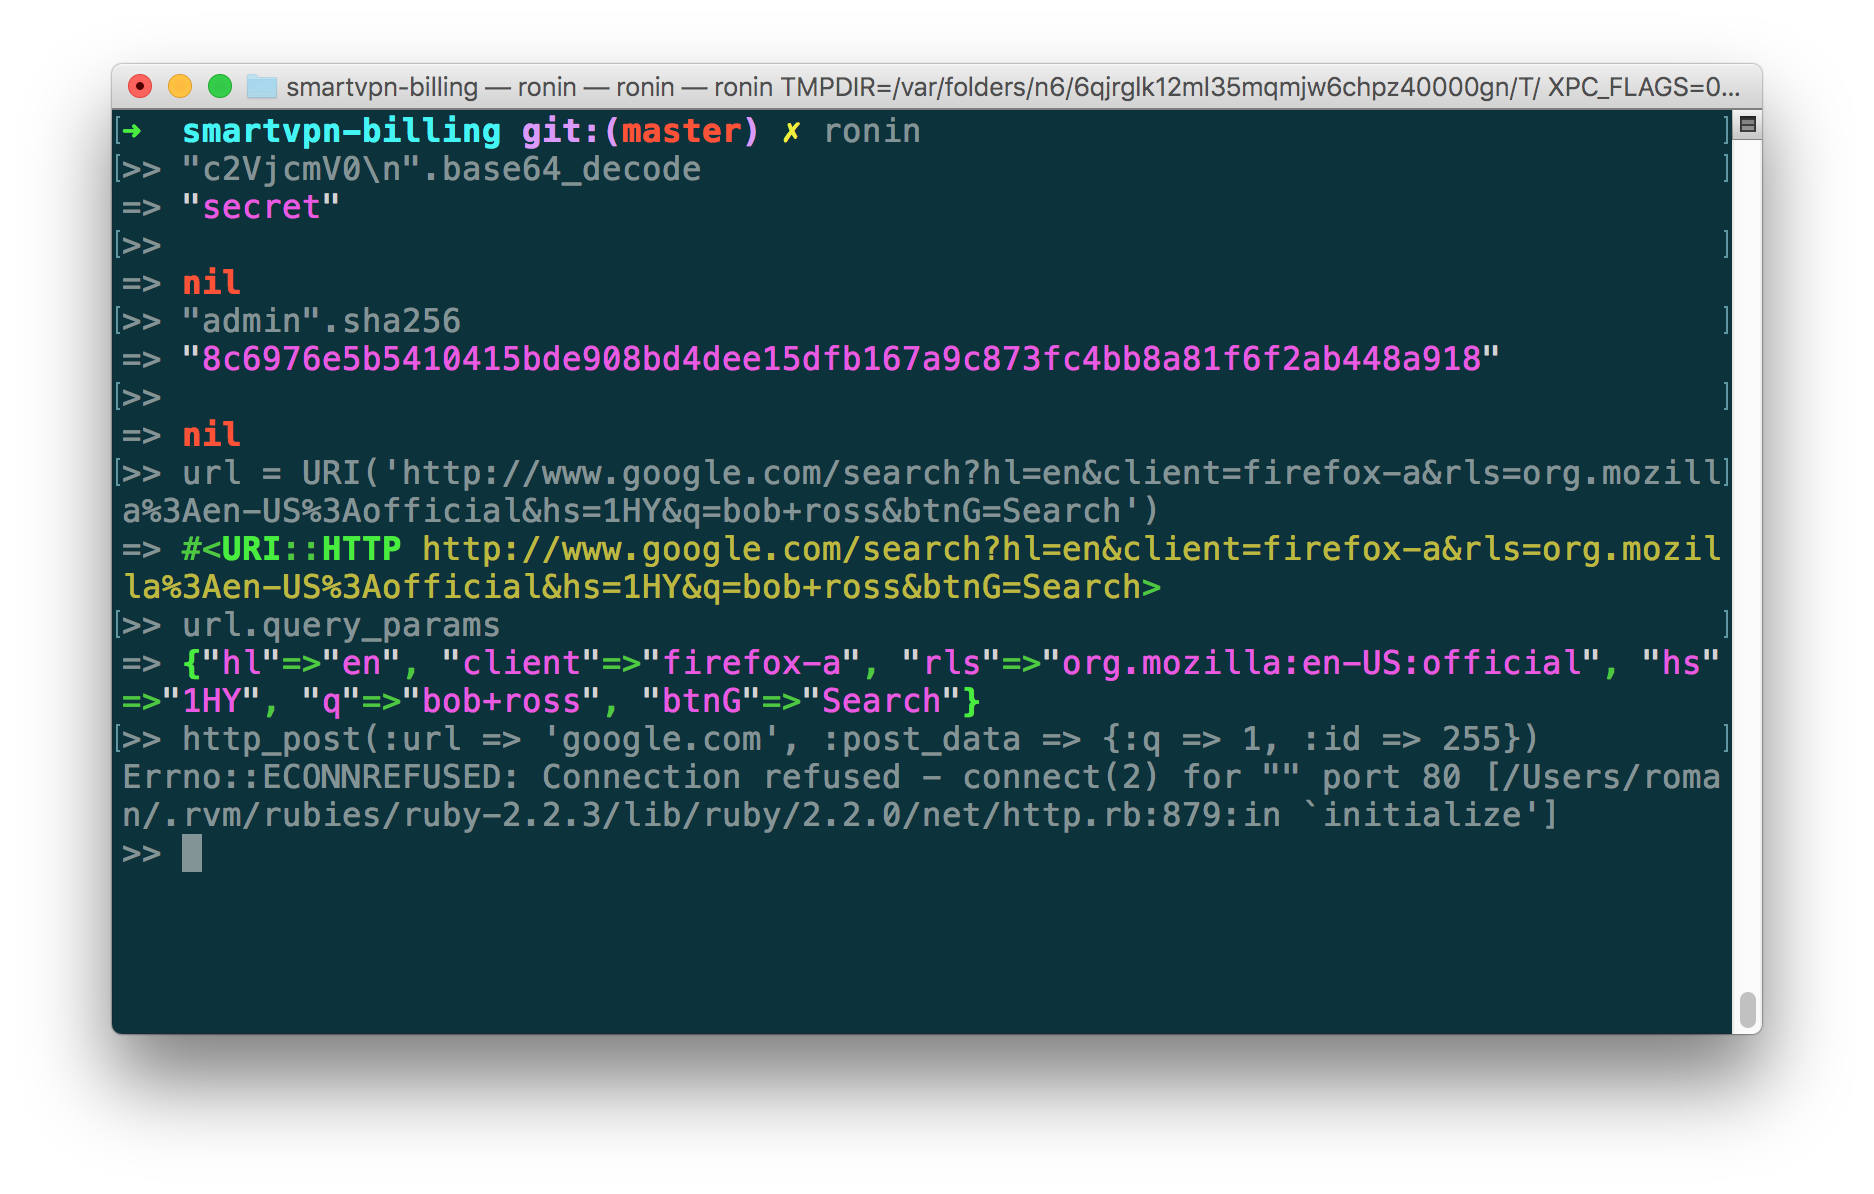 smartvpn-billing — ronin — ronin — ronin TMPDIR=/var/folders/n6/6qjrglk12ml35mqmjw6chpz40000gn/T/ XPC_FLAGS=0...
[➜  smartvpn-billing git:(master) ✗ ronin ]
[>> "c2VjcmV0\n".base64_decode ]
=> "secret"
[>> ]
=> nil
[>> "admin".sha256 ]
=> "8c6976e5b5410415bde908bd4dee15dfb167a9c873fc4bb8a81f6f2ab448a918"
[>> ]
=> nil
[>> url = URI('http://www.google.com/search?hl=en&client=firefox-a&rls=org.mozill]
a%3Aen-US%3Aofficial&hs=1HY&q=bob+ross&btnG=Search')
=> #<URI::HTTP http://www.google.com/search?hl=en&client=firefox-a&rls=org.mozil
la%3Aen-US%3Aofficial&hs=1HY&q=bob+ross&btnG=Search>
[>> url.query_params ]
=> {"hl"=>"en", "client"=>"firefox-a", "rls"=>"org.mozilla:en-US:official", "hs"
=>"1HY", "q"=>"bob+ross", "btnG"=>"Search"}
[>> http_post(:url => 'google.com', :post_data => {:q => 1, :id => 255}) ]
Errno::ECONNREFUSED: Connection refused - connect(2) for "" port 80 [/Users/roma
n/.rvm/rubies/ruby-2.2.3/lib/ruby/2.2.0/net/http.rb:879:in `initialize']
>>